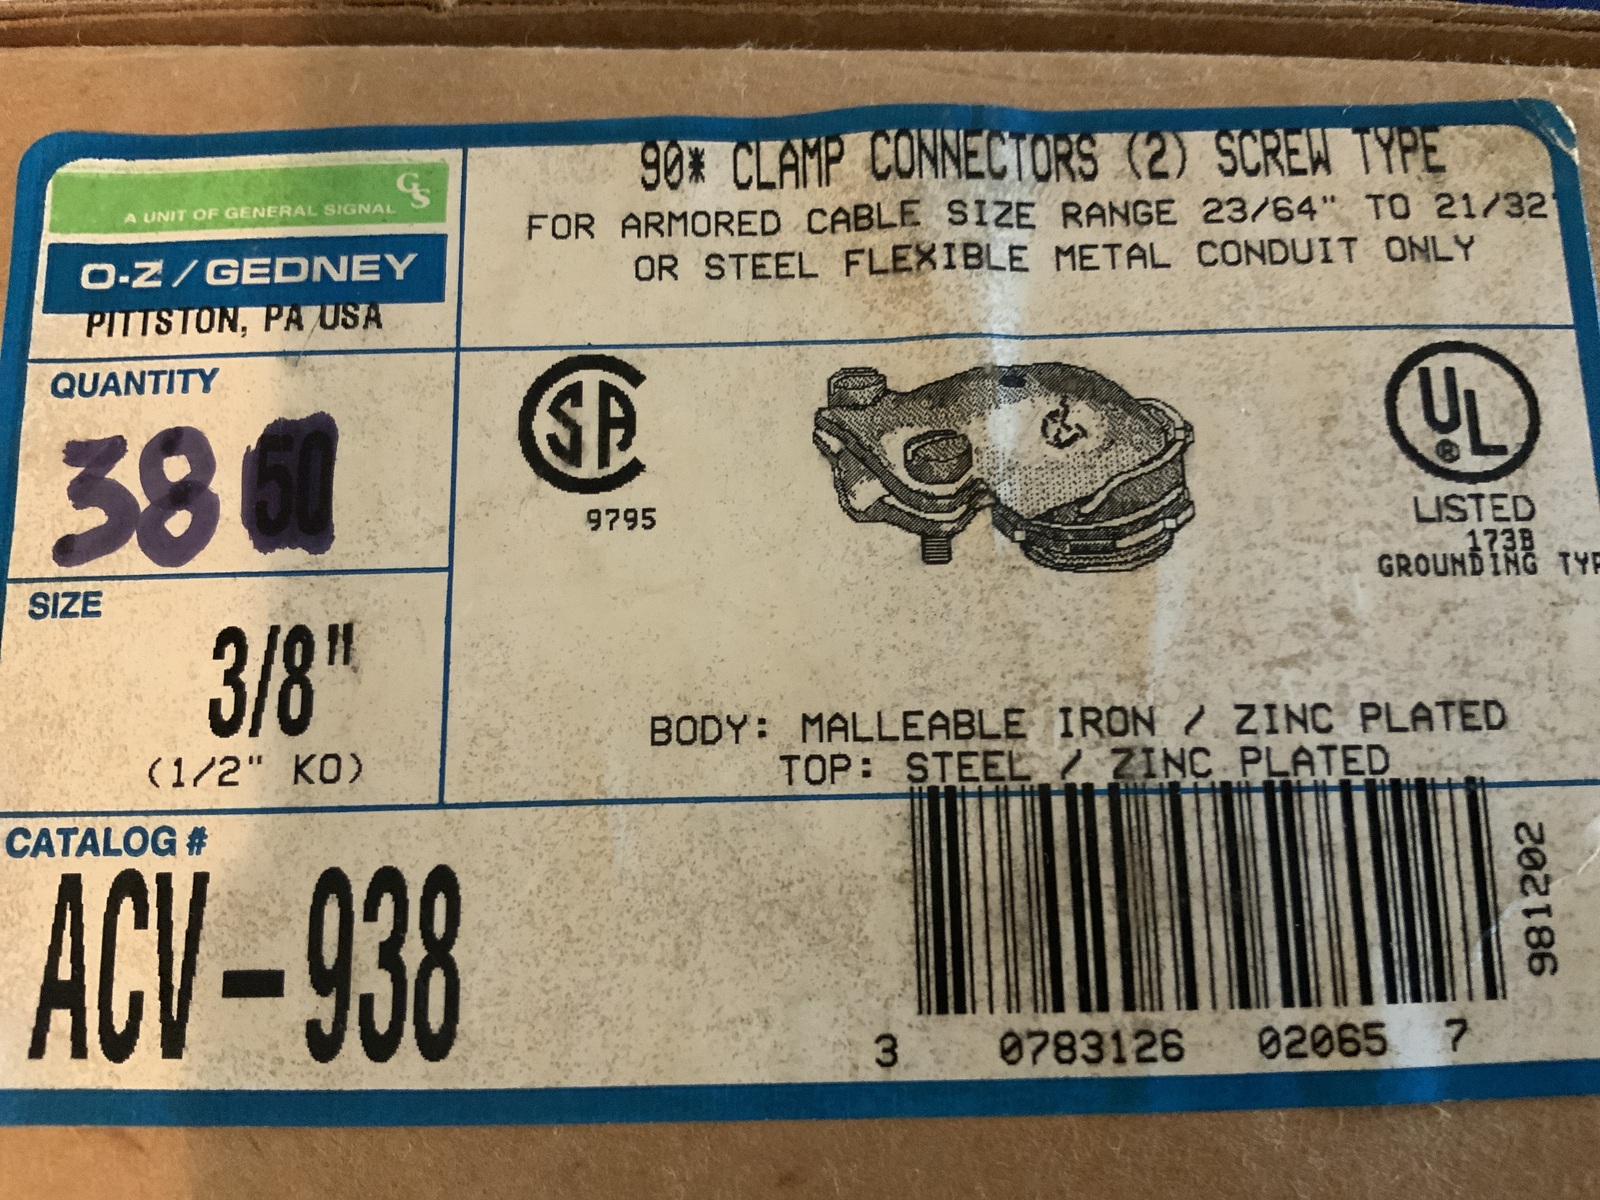 GS
A UNIT OF GENERAL SIGNAL
O-Z/GEDNEY
PITTSTON, PA USA
90* CLAMP CONNECTORS (2) SCREW TYPE
FOR ARMORED CABLE SIZE RANGE 23/64" TO 21/32"
OR STEEL FLEXIBLE METAL CONDUIT ONLY
QUANTITY
38 50
SA
9795
UL
®
LISTED
173B
GROUNDING TYP
SIZE
3/8"
(1/2" KO)
BODY: MALLEABLE IRON / ZINC PLATED
TOP: STEEL / ZINC PLATED
CATALOG #
ACV-938
981202
3 0783126 02065 7